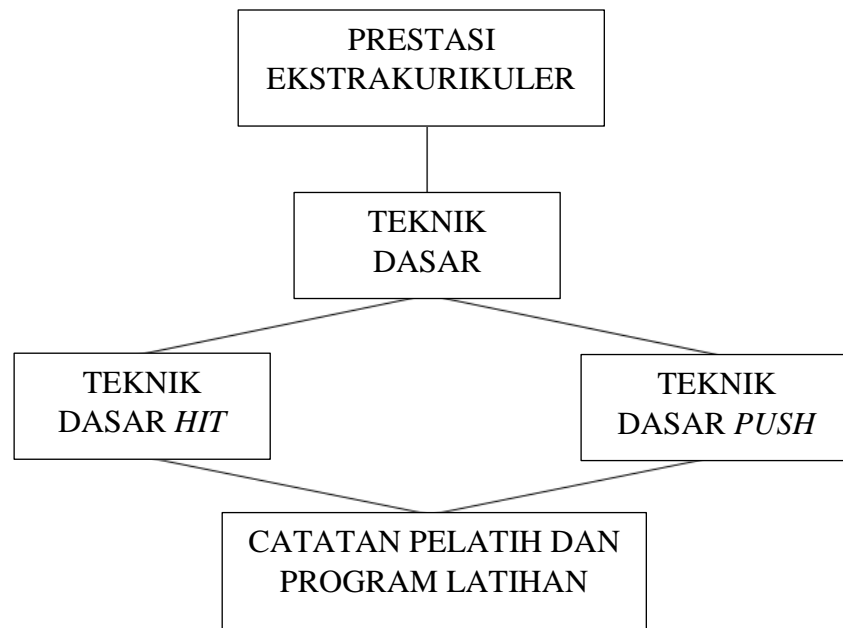 PRESTASI
EKSTRAKURIKULER
TEKNIK
DASAR
TEKNIK
DASAR HIT
TEKNIK
DASAR PUSH
CATATAN PELATIH DAN
PROGRAM LATIHAN